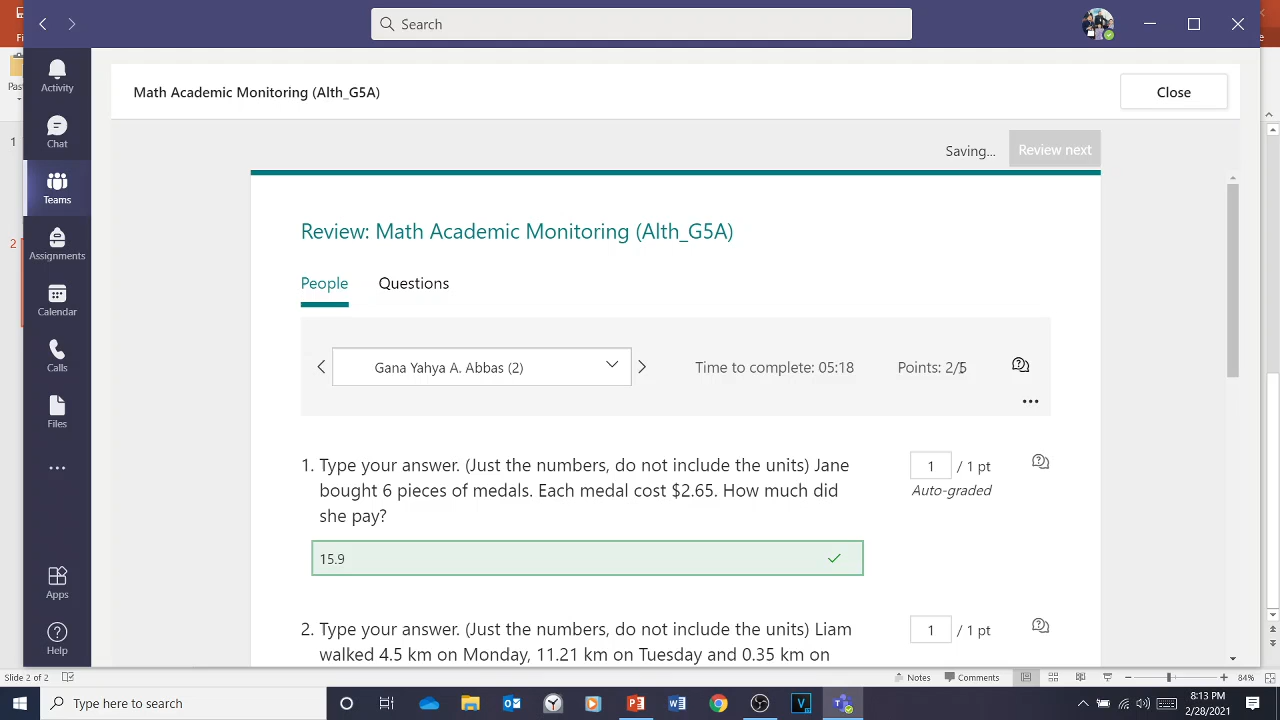 Search
Past
1
2
Activity
Chat
Teams
Assignments
Calendar
Calls
Files
Apps
Help
Math Academic Monitoring (Alth_G5A)
Close
Saving...
Review next
Review: Math Academic Monitoring (Alth_G5A)
People
Questions
Gana Yahya A. Abbas (2)
Time to complete: 05:18
Points: 2/5
1. Type your answer. (Just the numbers, do not include the units) Jane
bought 6 pieces of medals. Each medal cost $2.65. How much did
she pay?
1 / 1 pt
Auto-graded
15.9
2. Type your answer. (Just the numbers, do not include the units) Liam
walked 4.5 km on Monday, 11.21 km on Tuesday and 0.35 km on
1 / 1 pt
Slide 2 of 2
Notes
Comments
84%
Type here to search
8:13 PM
2/28/2021